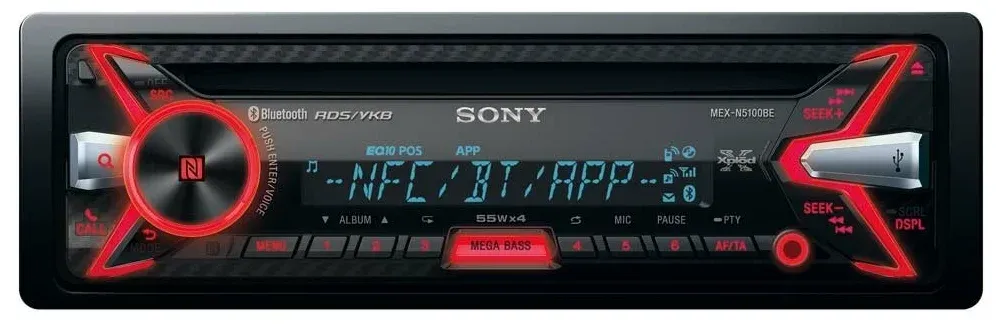 OFF
SRC
Bluetooth RDS/УКВ
SONY
MEX-N5100BE
SEEK+
PUSH ENTER/VOICE
N
EQ10 POS APP
Xplod
--NFC/BT/APP--
CALL
MODE
▼ ALBUM ▲
55W×4
MIC
PAUSE
PTY
SEEK–
SCRL
DSPL
MENU
1
2
3
MEGA BASS
4
5
6
AF/TA